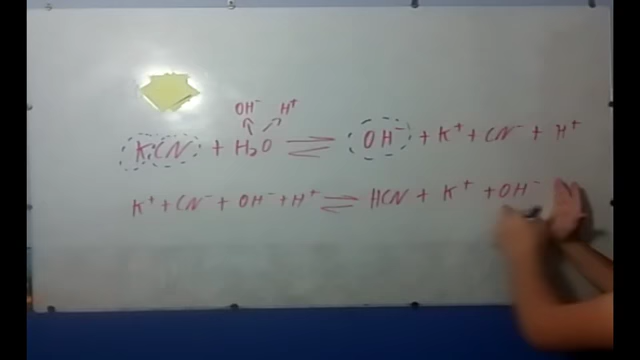 OH⁻ H⁺
KCN + H₂O ⇌ OH⁻ + K⁺ + CN⁻ + H⁺
K⁺ + CN⁻ + OH⁻ + H⁺ ⇌ HCN + K⁺ + OH⁻